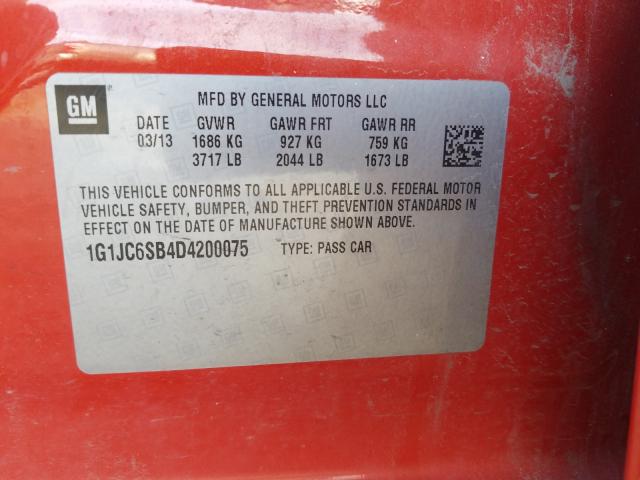 GM
MFD BY GENERAL MOTORS LLC
DATE GVWR GAWR FRT GAWR RR
03/13 1686 KG 927 KG 759 KG
3717 LB 2044 LB 1673 LB
THIS VEHICLE CONFORMS TO ALL APPLICABLE U.S. FEDERAL MOTOR
VEHICLE SAFETY, BUMPER, AND THEFT PREVENTION STANDARDS IN
EFFECT ON THE DATE OF MANUFACTURE SHOWN ABOVE.
1G1JC6SB4D4200075 TYPE: PASS CAR